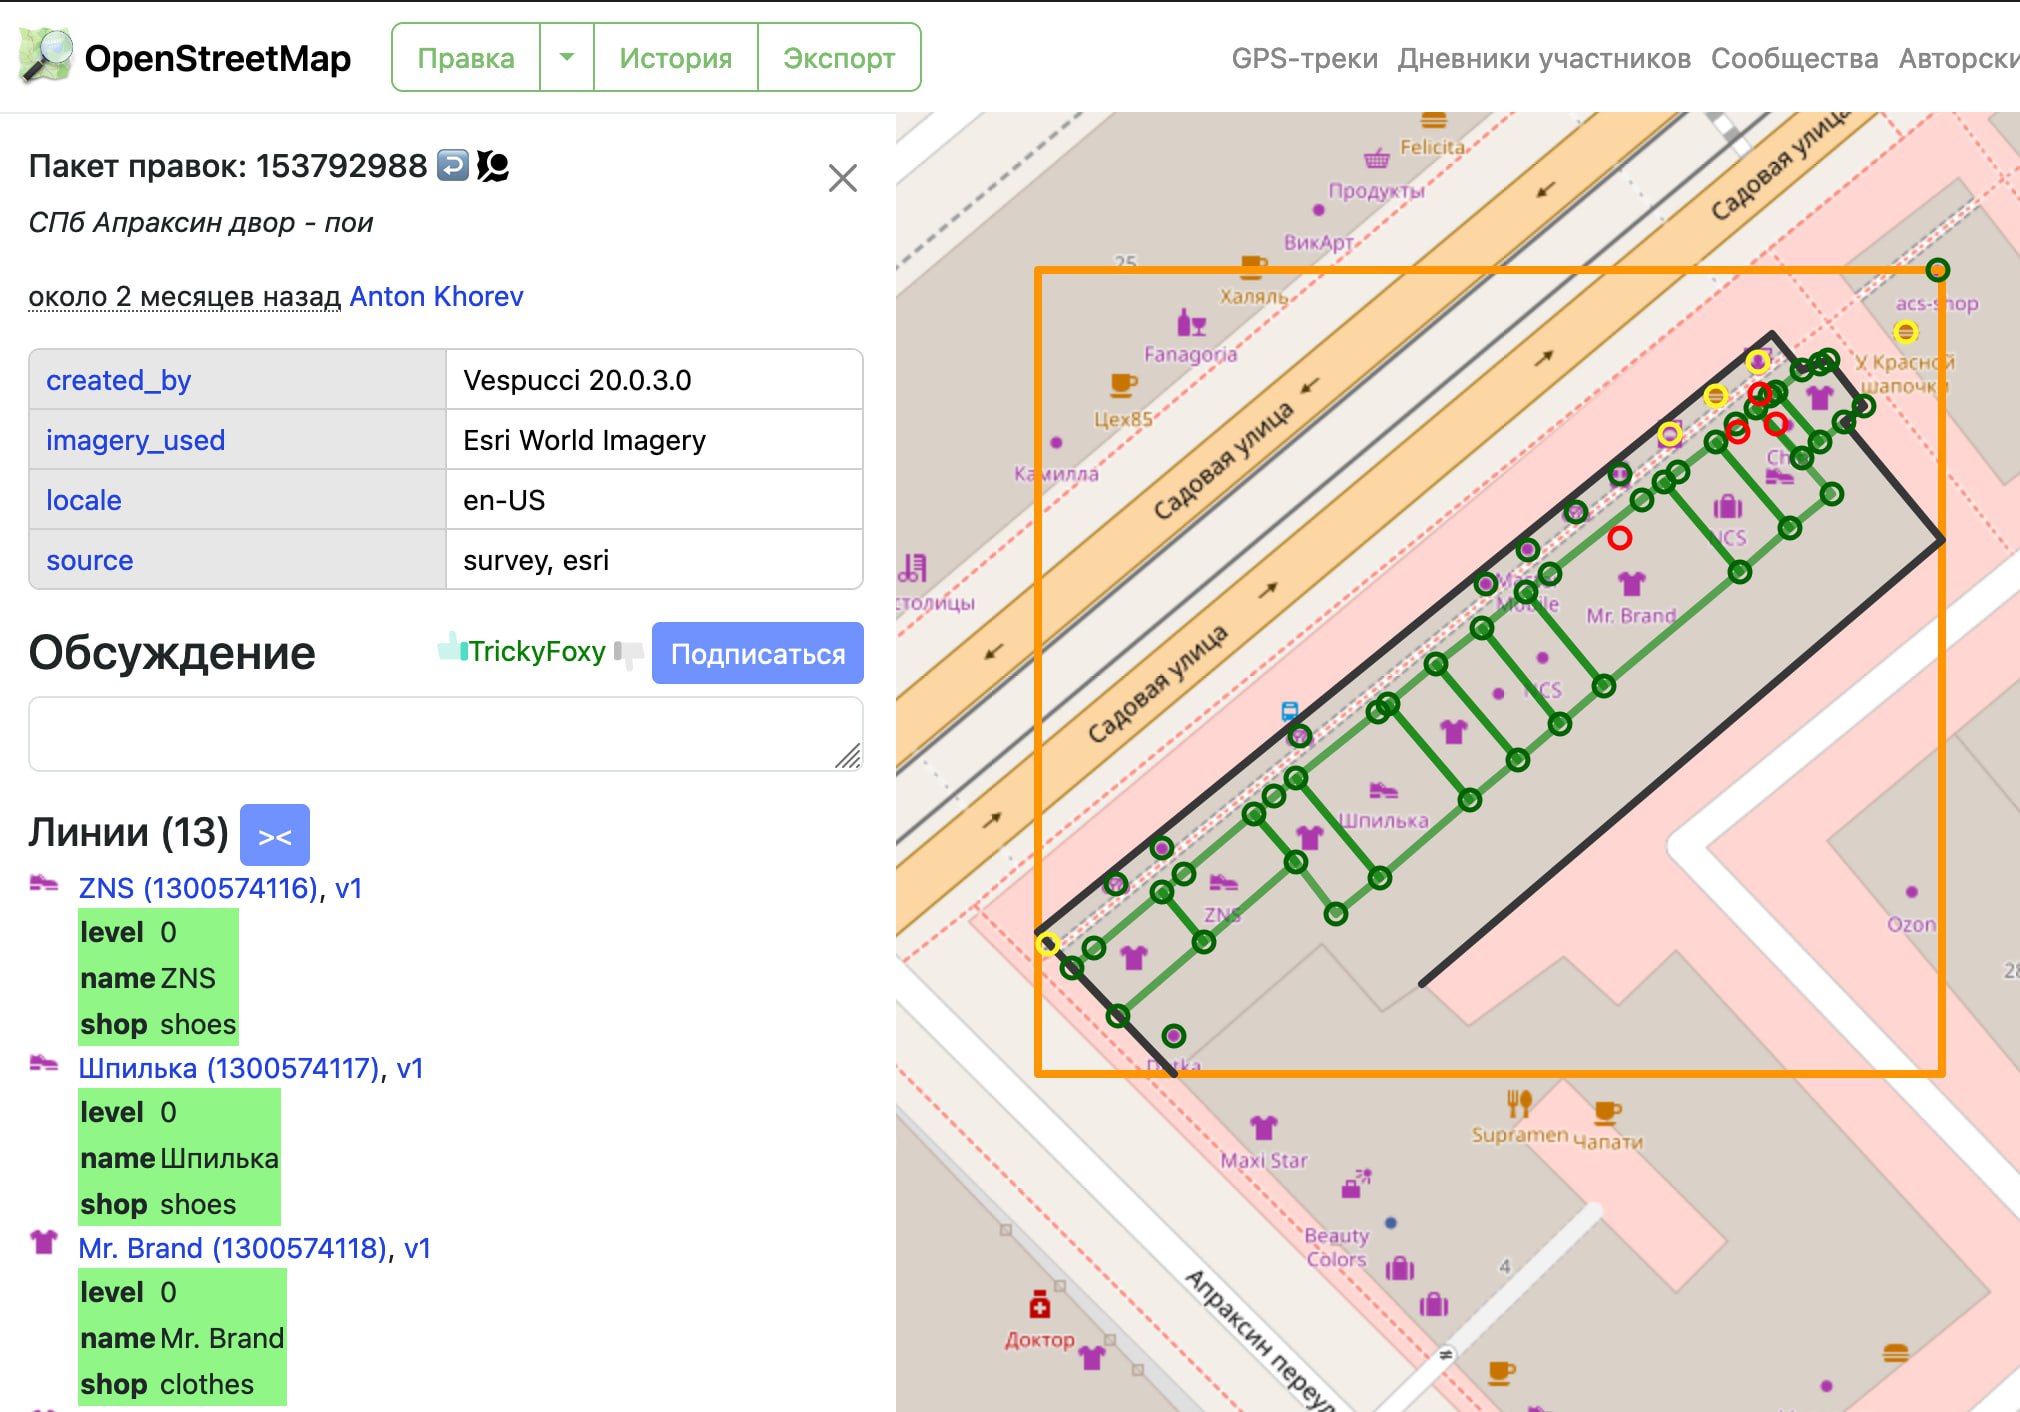 OpenStreetMap
Правка
История
Экспорт
GPS-треки Дневники участников Сообщества Авторски
Пакет правок: 153792988
СПб Апраксин двор - пои
около 2 месяцев назад Anton Khorev
created_by Vespucci 20.0.3.0
imagery_used Esri World Imagery
locale en-US
source survey, esri
Обсуждение
TrickyFoxy
Подписаться
Линии (13) ><
ZNS (1300574116), v1
level 0
name ZNS
shop shoes
Шпилька (1300574117), v1
level 0
name Шпилька
shop shoes
Mr. Brand (1300574118), v1
level 0
name Mr. Brand
shop clothes
Felicita
Продукты
ВикАрт
25
Халяль
Fanagoria
Цех85
Камилла
столицы
Садовая улица
Садовая улица
Садовая улица
acs-shop
У Красной
шапочки
NCS
Mr. Brand
Mobile
NCS
Шпилька
ZNS
Ozon
28
Supramen
Чапати
Maxi Star
Beauty
Colors
4
Доктор
Апраксин переул